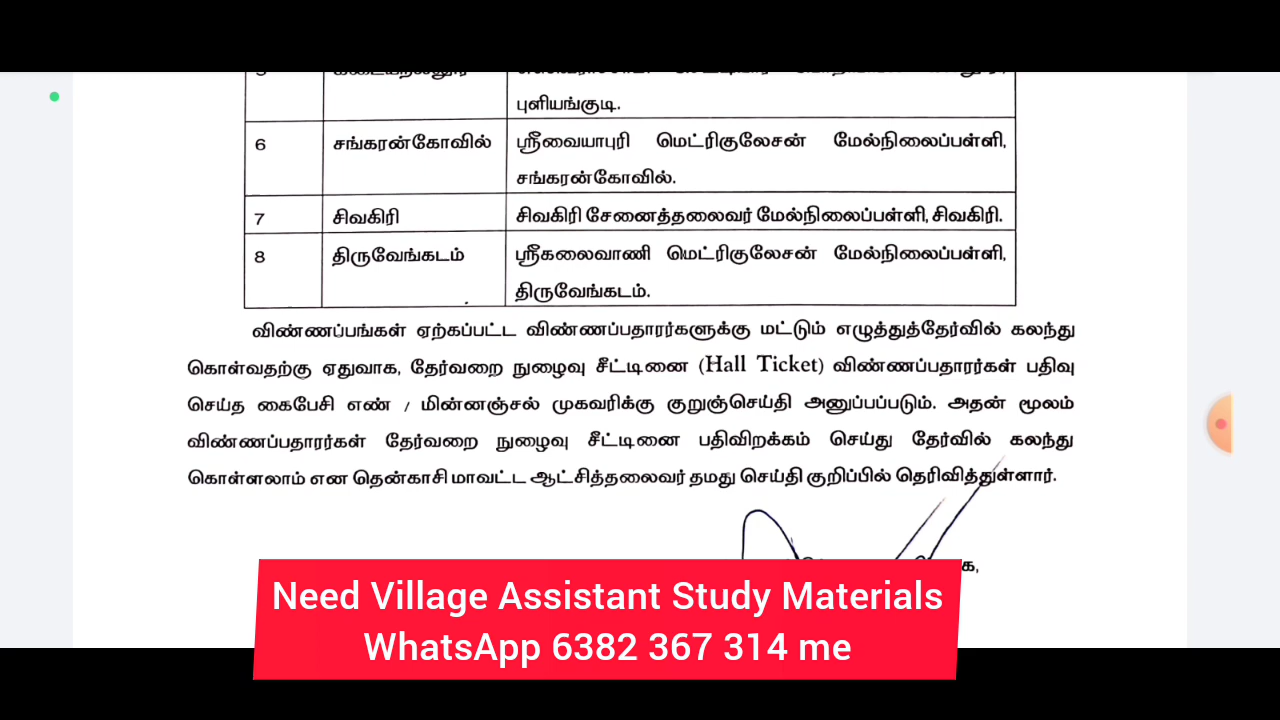 புளியங்குடி.
6 சங்கரன்கோவில் ஸ்ரீவையாபுரி மெட்ரிகுலேசன் மேல்நிலைப்பள்ளி,
சங்கரன்கோவில்.
7 சிவகிரி சிவகிரி சேனைத்தலைவர் மேல்நிலைப்பள்ளி, சிவகிரி.
8 திருவேங்கடம் ஸ்ரீகலைவாணி மெட்ரிகுலேசன் மேல்நிலைப்பள்ளி,
திருவேங்கடம்.
விண்ணப்பங்கள் ஏற்கப்பட்ட விண்ணப்பதாரர்களுக்கு மட்டும் எழுத்துத்தேர்வில் கலந்து
கொள்வதற்கு ஏதுவாக, தேர்வறை நுழைவு சீட்டினை (Hall Ticket) விண்ணப்பதாரர்கள் பதிவு
செய்த கைபேசி எண் / மின்னஞ்சல் முகவரிக்கு குறுஞ்செய்தி அனுப்பப்படும். அதன் மூலம்
விண்ணப்பதாரர்கள் தேர்வறை நுழைவு சீட்டினை பதிவிறக்கம் செய்து தேர்வில் கலந்து
கொள்ளலாம் என தென்காசி மாவட்ட ஆட்சித்தலைவர் தமது செய்தி குறிப்பில் தெரிவித்துள்ளார்.
Need Village Assistant Study Materials
WhatsApp 6382 367 314 me